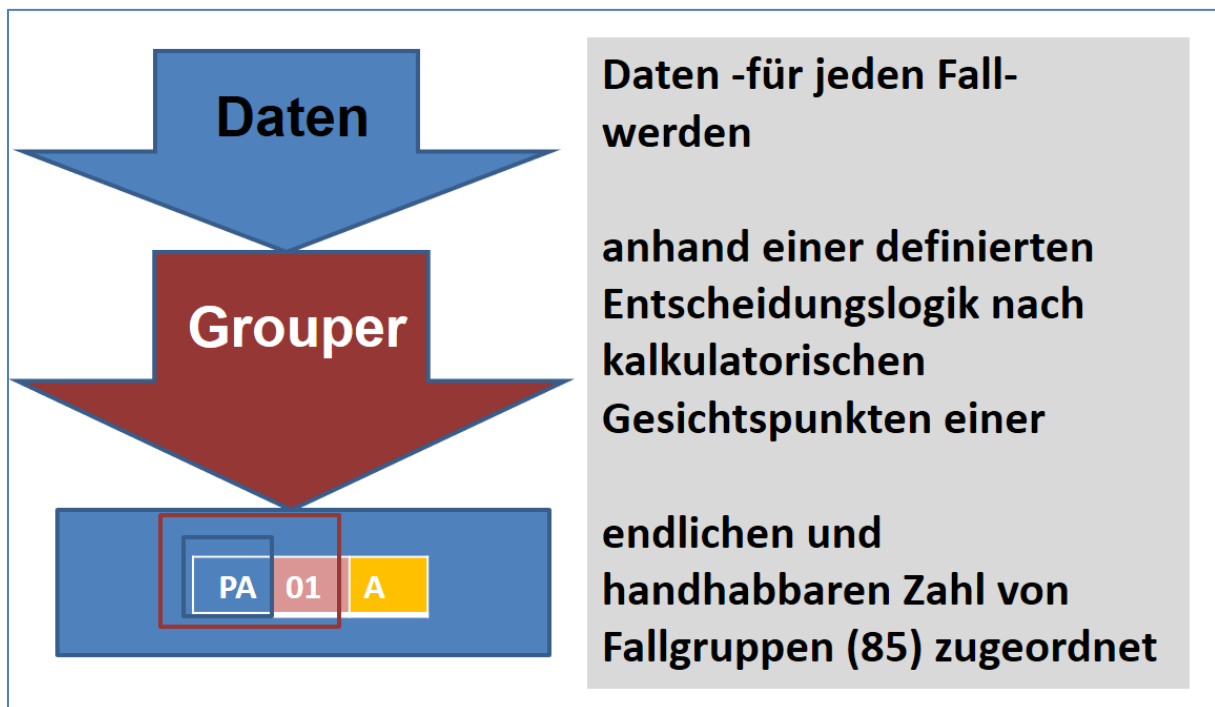 Daten
Grouper
PA 01 A
Daten -für jeden Fall-
werden
anhand einer definierten
Entscheidungslogik nach
kalkulatorischen
Gesichtspunkten einer
endlichen und
handhabbaren Zahl von
Fallgruppen (85) zugeordnet